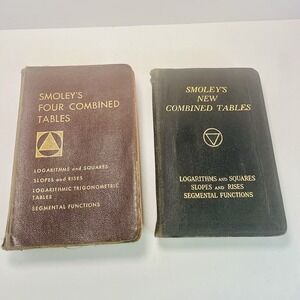 SMOLEY'S
FOUR COMBINED
TABLES
LOGARITHMS and SQUARES
SLOPES and RISES
LOGARITHMIC TRIGONOMETRIC
TABLES
SEGMENTAL FUNCTIONS
SMOLEY'S
NEW
COMBINED TABLES
LOGARITHMS AND SQUARES
SLOPES AND RISES
SEGMENTAL FUNCTIONS